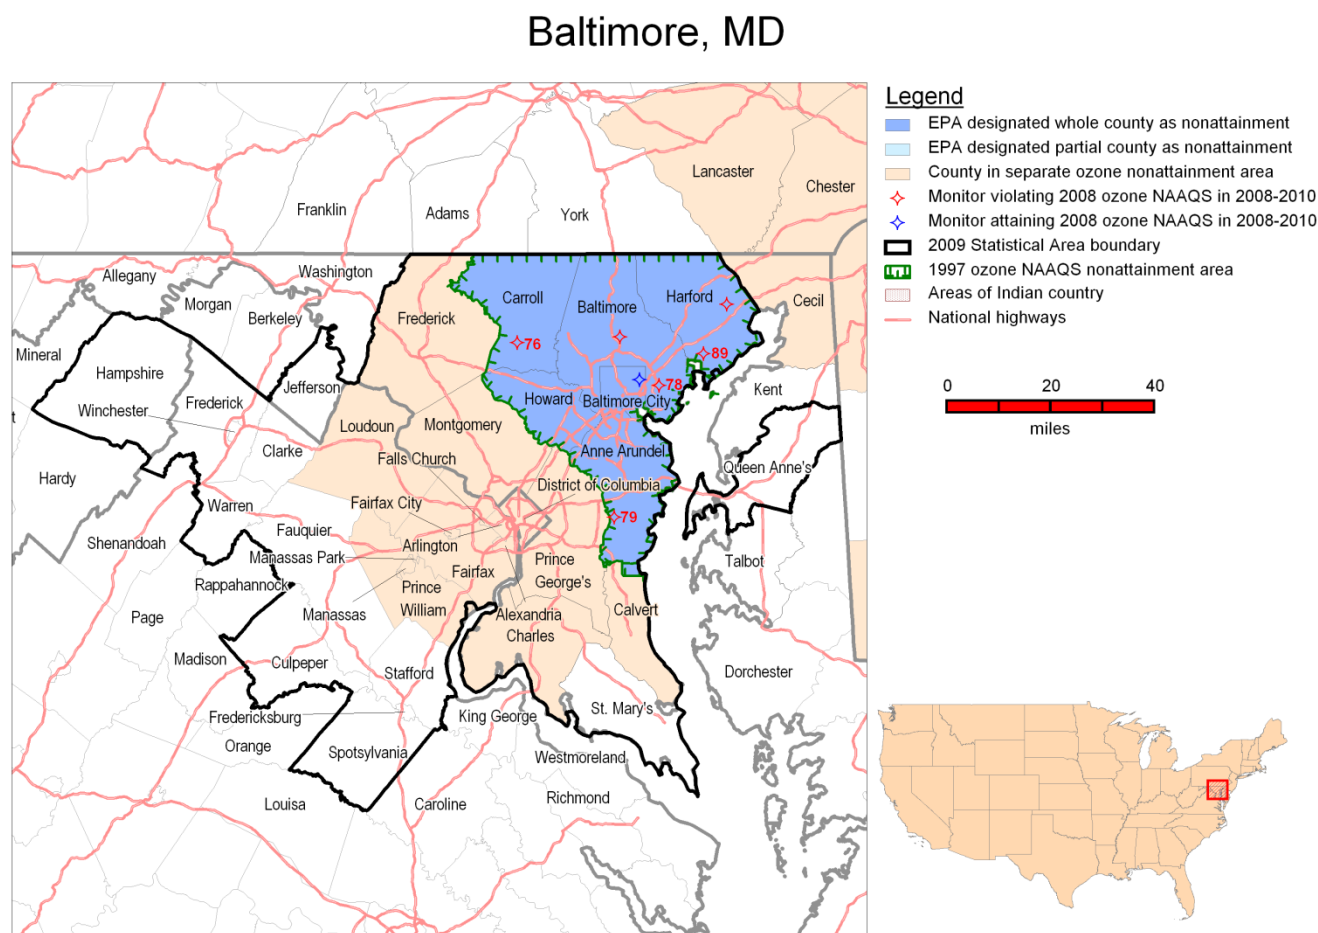 Baltimore, MD
Legend
EPA designated whole county as nonattainment
EPA designated partial county as nonattainment
County in separate ozone nonattainment area
Monitor violating 2008 ozone NAAQS in 2008-2010
Monitor attaining 2008 ozone NAAQS in 2008-2010
2009 Statistical Area boundary
1997 ozone NAAQS nonattainment area
Areas of Indian country
National highways
0 20 40
miles
Lancaster
Chester
Franklin
Adams
York
Allegany
Washington
Morgan
Berkeley
Carroll
Baltimore
Harford
Cecil
Frederick
Mineral
76
89
Hampshire
Jefferson
78
Kent
Winchester
Frederick
Howard
Baltimore City
Loudoun
Montgomery
Clarke
Falls Church
Anne Arundel
Queen Anne's
Hardy
District of Columbia
Fairfax City
Warren
79
Fauquier
Shenandoah
Arlington
Manassas Park
Prince
George's
Talbot
Fairfax
Rappahannock
Prince
William
Manassas
Alexandria
Calvert
Page
Charles
Madison
Culpeper
Stafford
Dorchester
St. Mary's
Fredericksburg
King George
Orange
Spotsylvania
Westmoreland
Louisa
Caroline
Richmond
t